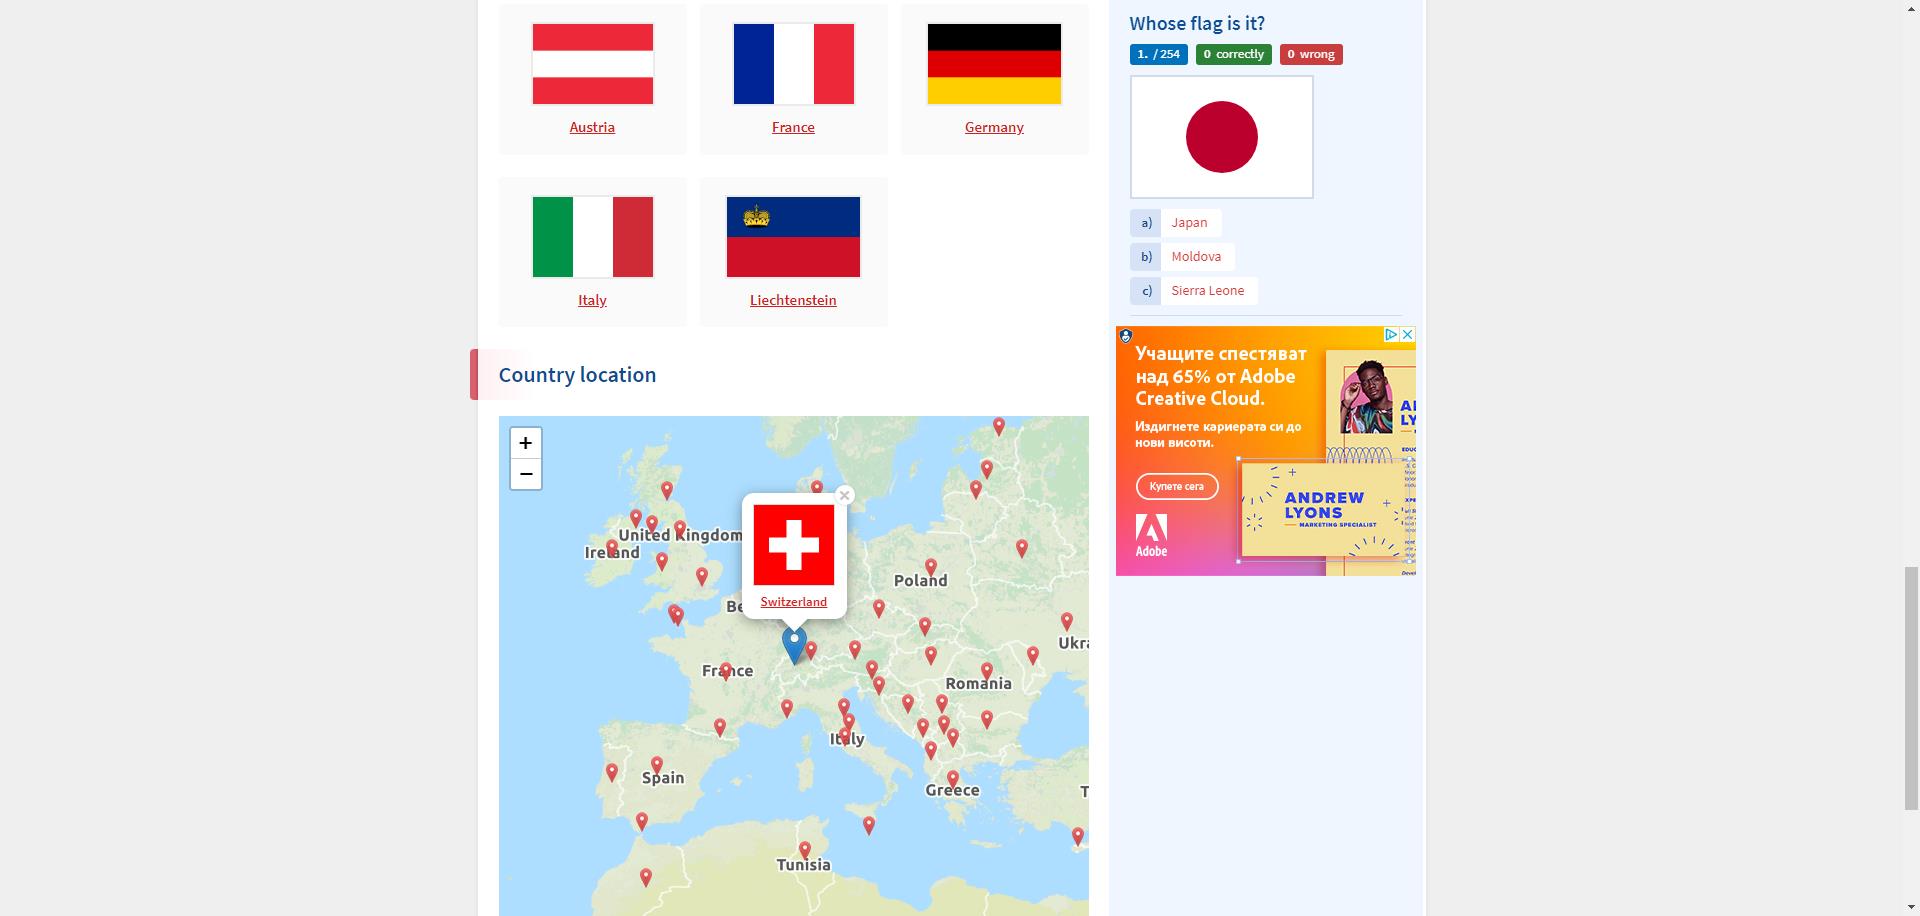 Austria
France
Germany
Italy
Liechtenstein
Country location
+
−
×
Switzerland
United Kingdom
Ireland
Poland
Be
Ukra
France
Romania
Italy
Spain
Greece
T
Tunisia
Whose flag is it?
1. / 254
0 correctly
0 wrong
a) Japan
b) Moldova
c) Sierra Leone
Учащите спестяват
над 65% от Adobe
Creative Cloud.
Издигнете кариерата си до
нови висоти.
Купете сега
Adobe
ANDREW
LYONS
MARKETING SPECIALIST
AI
LY
EDUC